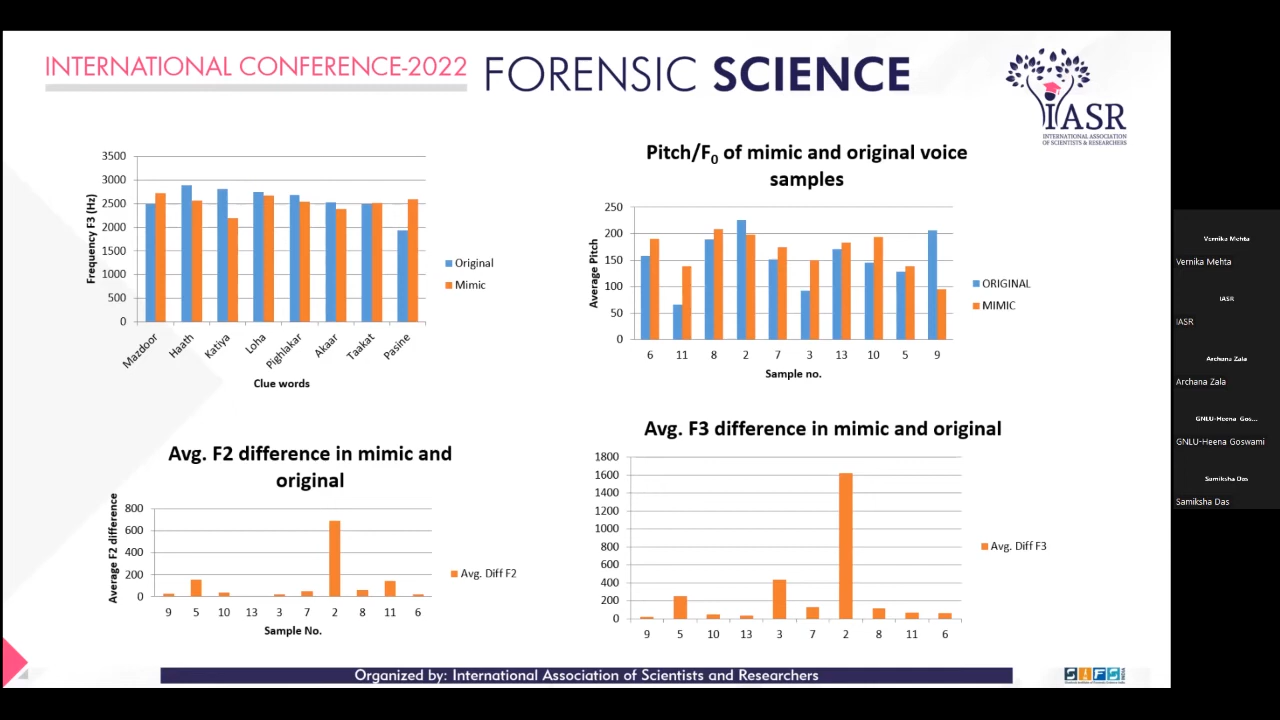 INTERNATIONAL CONFERENCE-2022
FORENSIC SCIENCE
IASR
INTERNATIONAL ASSOCIATION
OF SCIENTISTS & RESEARCHERS
3500
3000
2500
2000
1500
1000
500
0
Frequency F3 (Hz)
Mazdoor
Haath
Katiya
Loha
Pighlakar
Akaar
Taakat
Pasine
Clue words
Original
Mimic
Pitch/F0 of mimic and original voice
samples
250
200
150
100
50
0
Average Pitch
6 11 8 2 7 3 13 10 5 9
Sample no.
ORIGINAL
MIMIC
Avg. F2 difference in mimic and
original
800
600
400
200
0
Average F2 difference
9 5 10 13 3 7 2 8 11 6
Sample No.
Avg. Diff F2
Avg. F3 difference in mimic and original
1800
1600
1400
1200
1000
800
600
400
200
0
9 5 10 13 3 7 2 8 11 6
Avg. Diff F3
Organized by: International Association of Scientists and Researchers
SIFS
INDIA
Vernika Mehta
Vernika Mehta
IASR
IASR
Archana Zala
Archana Zala
GNLU-Heena Gos...
GNLU-Heena Goswami
Samiksha Das
Samiksha Das